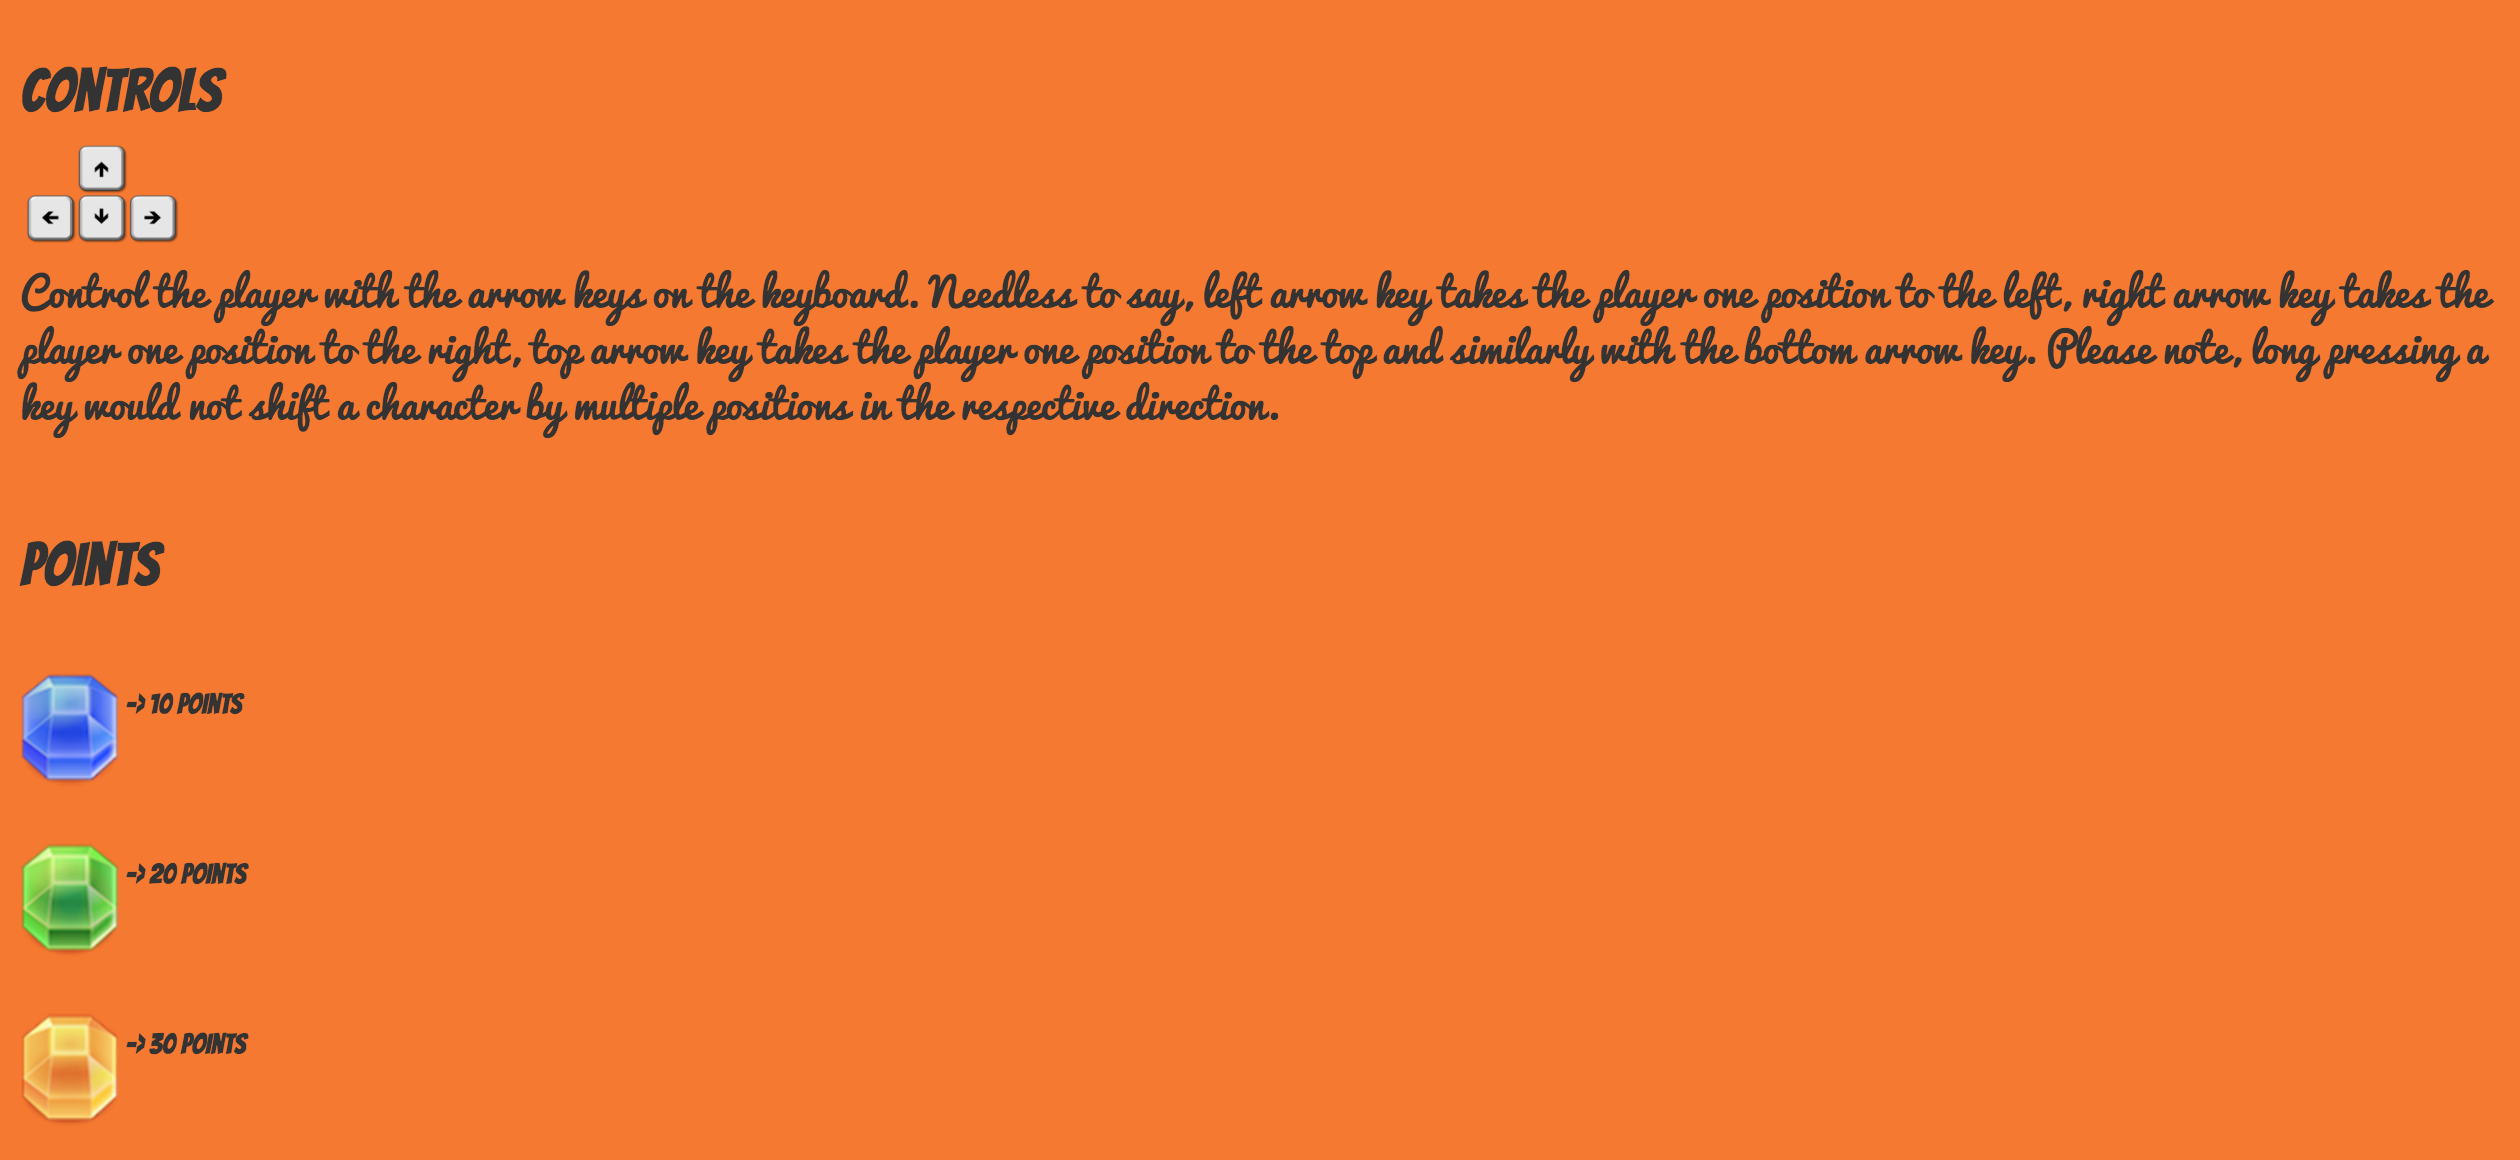 CONTROLS
Control the player with the arrow keys on the keyboard. Needless to say, left arrow key takes the player one position to the left, right arrow key takes the
player one position to the right, top arrow key takes the player one position to the top and similarly with the bottom arrow key. Please note, long pressing a
key would not shift a character by multiple positions in the respective direction.
POINTS
-> 10 POINTS
-> 20 POINTS
-> 30 POINTS